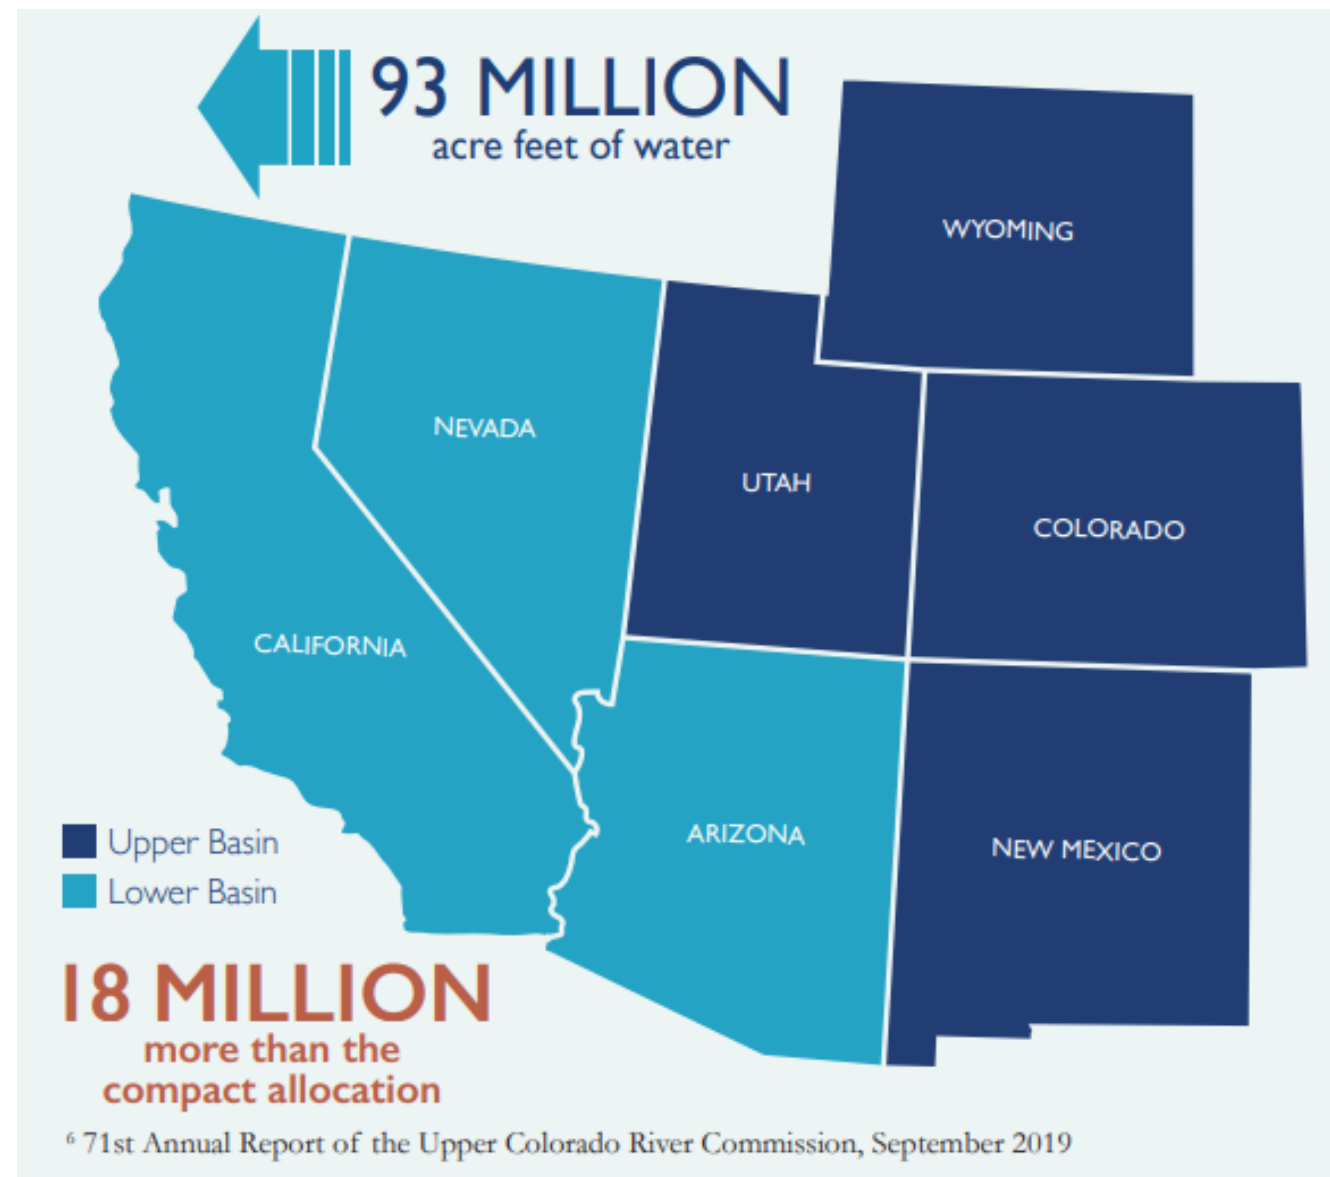 93 MILLION
acre feet of water
WYOMING
NEVADA
UTAH
COLORADO
CALIFORNIA
ARIZONA
NEW MEXICO
Upper Basin
Lower Basin
18 MILLION
more than the
compact allocation
⁶ 71st Annual Report of the Upper Colorado River Commission, September 2019